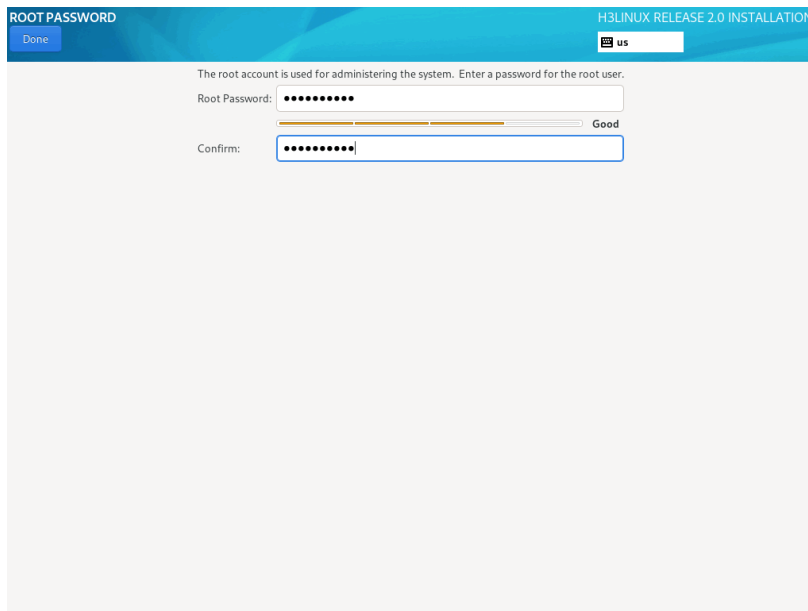 ROOT PASSWORD
H3LINUX RELEASE 2.0 INSTALLATION
Done
us
The root account is used for administering the system. Enter a password for the root user.
Root Password: ●●●●●●●●●●
Good
Confirm: ●●●●●●●●●●